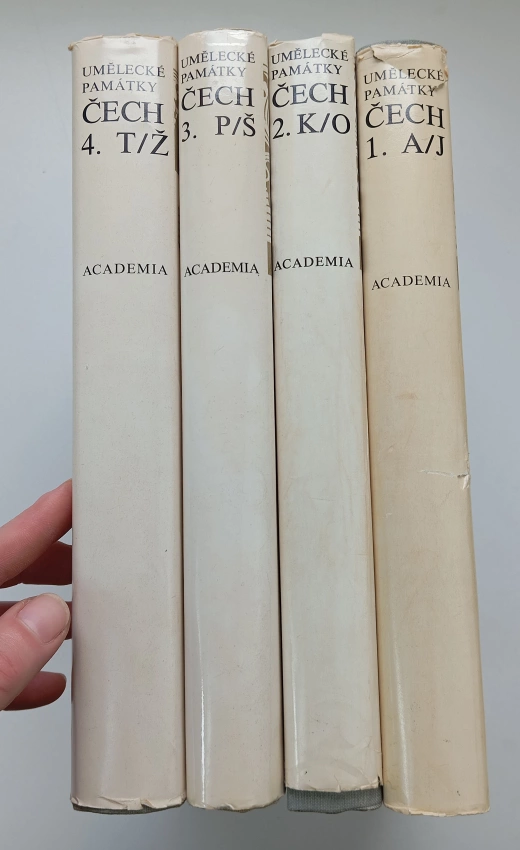 UMĚLECKÉ
PAMÁTKY
ČECH
4. T/Ž
ACADEMIA
UMĚLECKÉ
PAMÁTKY
ČECH
3. P/Š
ACADEMIA
UMĚLECKÉ
PAMÁTKY
ČECH
2. K/O
ACADEMIA
UMĚLECKÉ
PAMÁTKY
ČECH
1. A/J
ACADEMIA